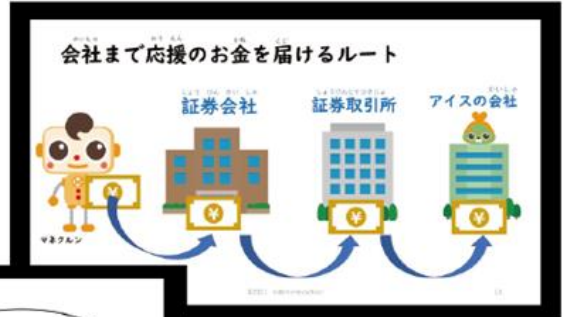 会社まで応援のお金を届けるルート
証券会社
証券取引所
アイスの会社
¥
¥
¥
¥
マネクルン